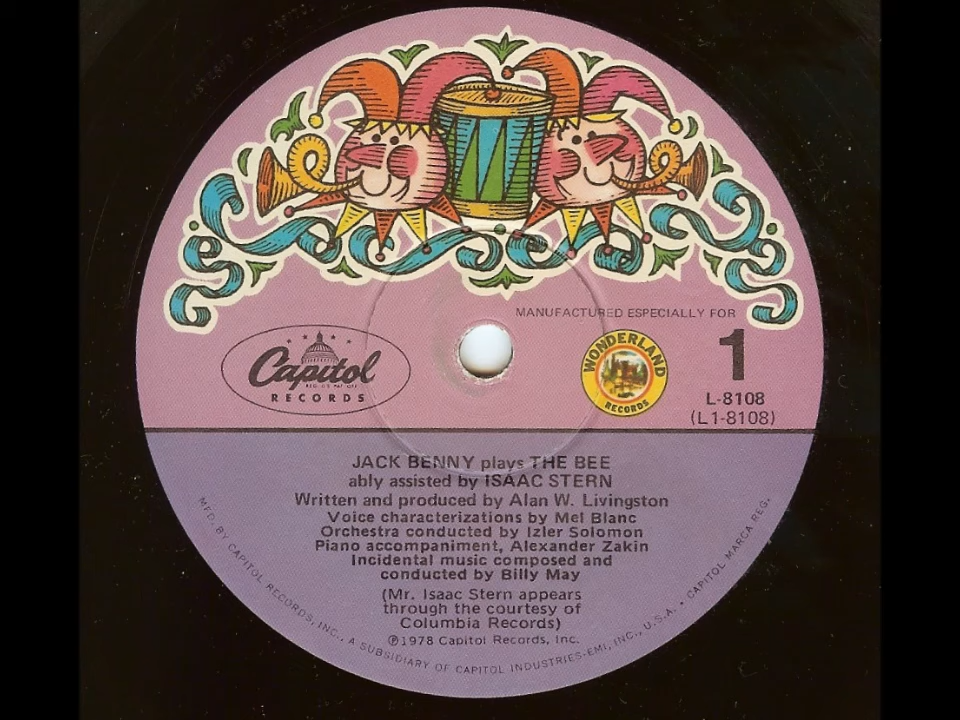 MANUFACTURED ESPECIALLY FOR
Capitol
RECORDS
WONDERLAND
RECORDS
1
L-8108
(L1-8108)
JACK BENNY plays THE BEE
ably assisted by ISAAC STERN
Written and produced by Alan W. Livingston
Voice characterizations by Mel Blanc
Orchestra conducted by Izler Solomon
Piano accompaniment, Alexander Zakin
Incidental music composed and
conducted by Billy May
(Mr. Isaac Stern appears
through the courtesy of
Columbia Records)
℗1978 Capitol Records, Inc.
MFD. BY CAPITOL RECORDS, INC., A SUBSIDIARY OF CAPITOL INDUSTRIES-EMI, INC., U.S.A. • CAPITOL MARCA REG.